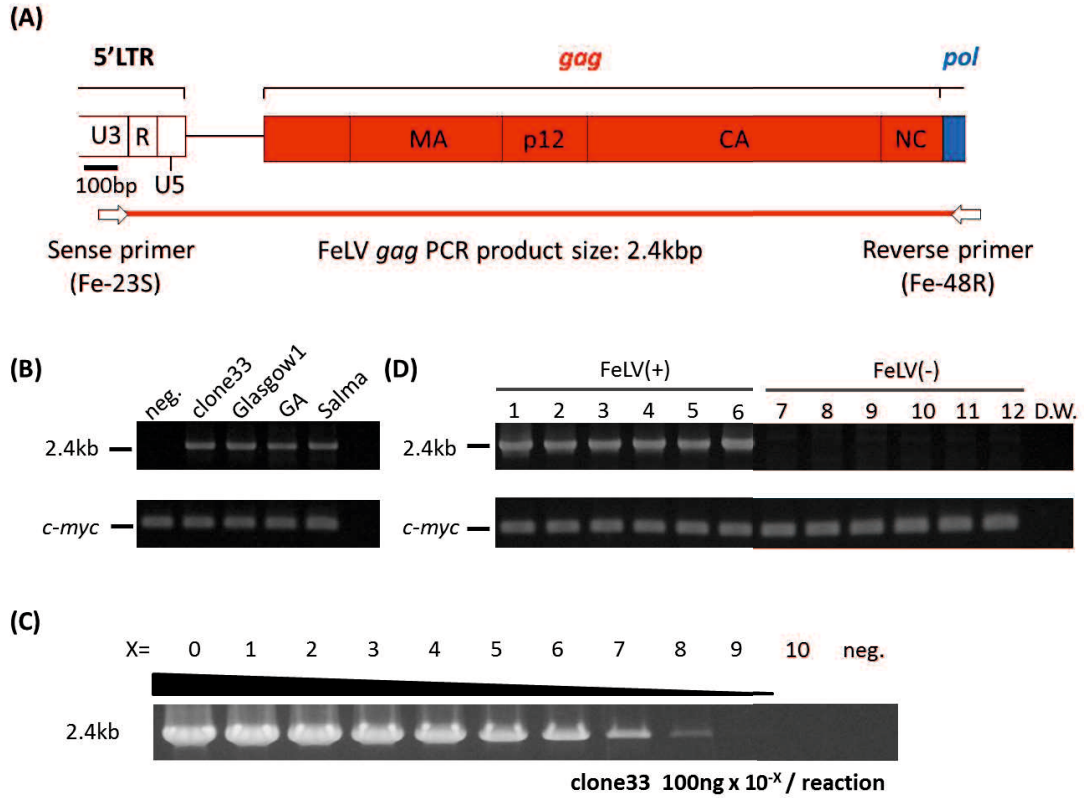 (A)
5'LTR gag pol
U3 R MA p12 CA NC
100bp U5
Sense primer
(Fe-23S)
FeLV gag PCR product size: 2.4kbp
Reverse primer
(Fe-48R)
(B)
neg. clone33 Glasgow1 GA Salma
2.4kb
c-myc
(D)
FeLV(+) FeLV(-)
1 2 3 4 5 6 7 8 9 10 11 12 D.W.
2.4kb
c-myc
(C)
X= 0 1 2 3 4 5 6 7 8 9 10 neg.
2.4kb
clone33 100ng x 10-X / reaction